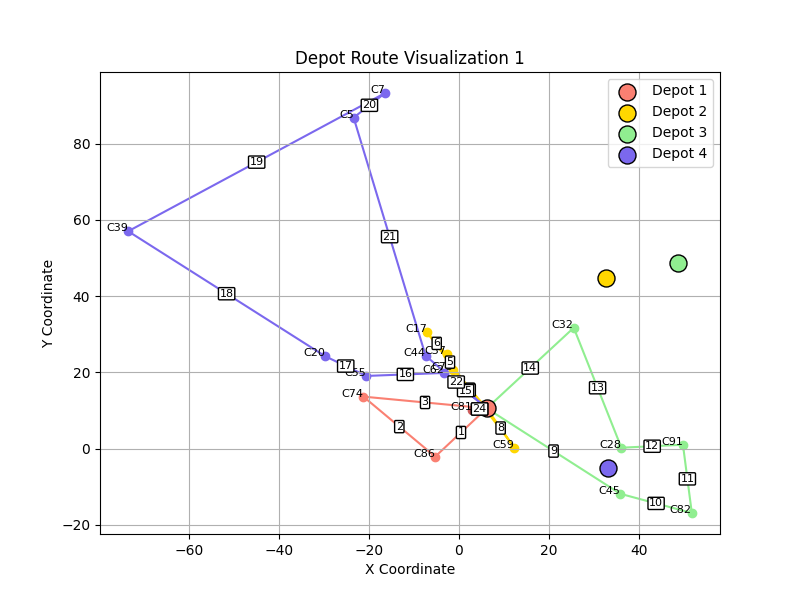 Depot Route Visualization 1
Depot 1
Depot 2
Depot 3
Depot 4
Y Coordinate
80
60
40
20
0
−20
−60
−40
−20
0
20
40
X Coordinate
C7
20
C5
19
C39
21
18
C17
6
C32
C44
5
C20
17
C55
16
C62
22
14
13
15
C74
3
C81
24
2
1
8
C86
C59
9
C28
12
C91
11
C45
10
C82